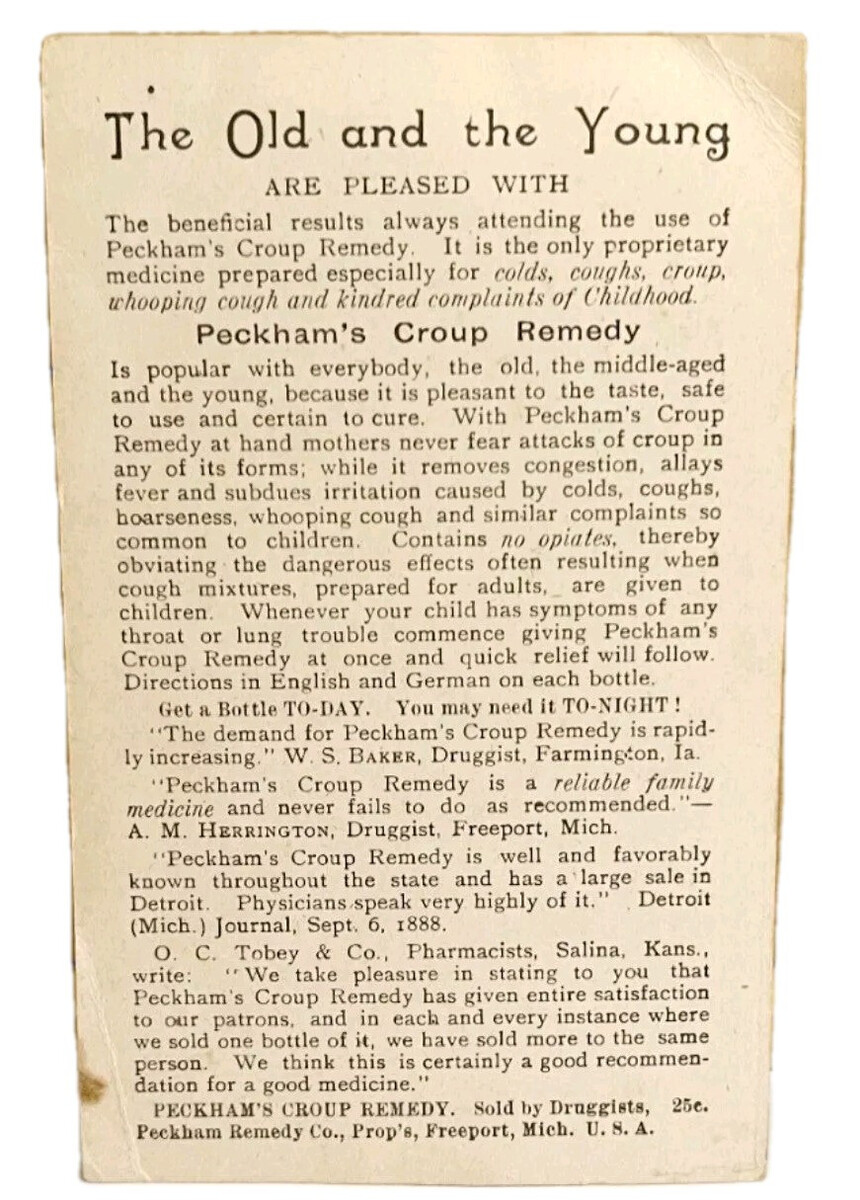 The Old and the Young
ARE PLEASED WITH
The beneficial results always attending the use of
Peckham's Croup Remedy. It is the only proprietary
medicine prepared especially for colds, coughs, croup,
whooping cough and kindred complaints of Childhood.
Peckham's Croup Remedy
Is popular with everybody, the old, the middle-aged
and the young, because it is pleasant to the taste, safe
to use and certain to cure. With Peckham's Croup
Remedy at hand mothers never fear attacks of croup in
any of its forms; while it removes congestion, allays
fever and subdues irritation caused by colds, coughs,
hoarseness, whooping cough and similar complaints so
common to children. Contains no opiates, thereby
obviating the dangerous effects often resulting when
cough mixtures, prepared for adults, are given to
children. Whenever your child has symptoms of any
throat or lung trouble commence giving Peckham's
Croup Remedy at once and quick relief will follow.
Directions in English and German on each bottle.
Get a Bottle TO-DAY. You may need it TO-NIGHT!
"The demand for Peckham's Croup Remedy is rapid-
ly increasing." W. S. BAKER, Druggist, Farmington, Ia.
"Peckham's Croup Remedy is a reliable family
medicine and never fails to do as recommended."—
A. M. HERRINGTON, Druggist, Freeport, Mich.
"Peckham's Croup Remedy is well and favorably
known throughout the state and has a large sale in
Detroit. Physicians speak very highly of it." Detroit
(Mich.) Journal, Sept. 6, 1888.
O. C. Tobey & Co., Pharmacists, Salina, Kans.,
write: "We take pleasure in stating to you that
Peckham's Croup Remedy has given entire satisfaction
to our patrons, and in each and every instance where
we sold one bottle of it, we have sold more to the same
person. We think this is certainly a good recommen-
dation for a good medicine."
PECKHAM'S CROUP REMEDY. Sold by Druggists, 25c.
Peckham Remedy Co., Prop's, Freeport, Mich. U. S. A.